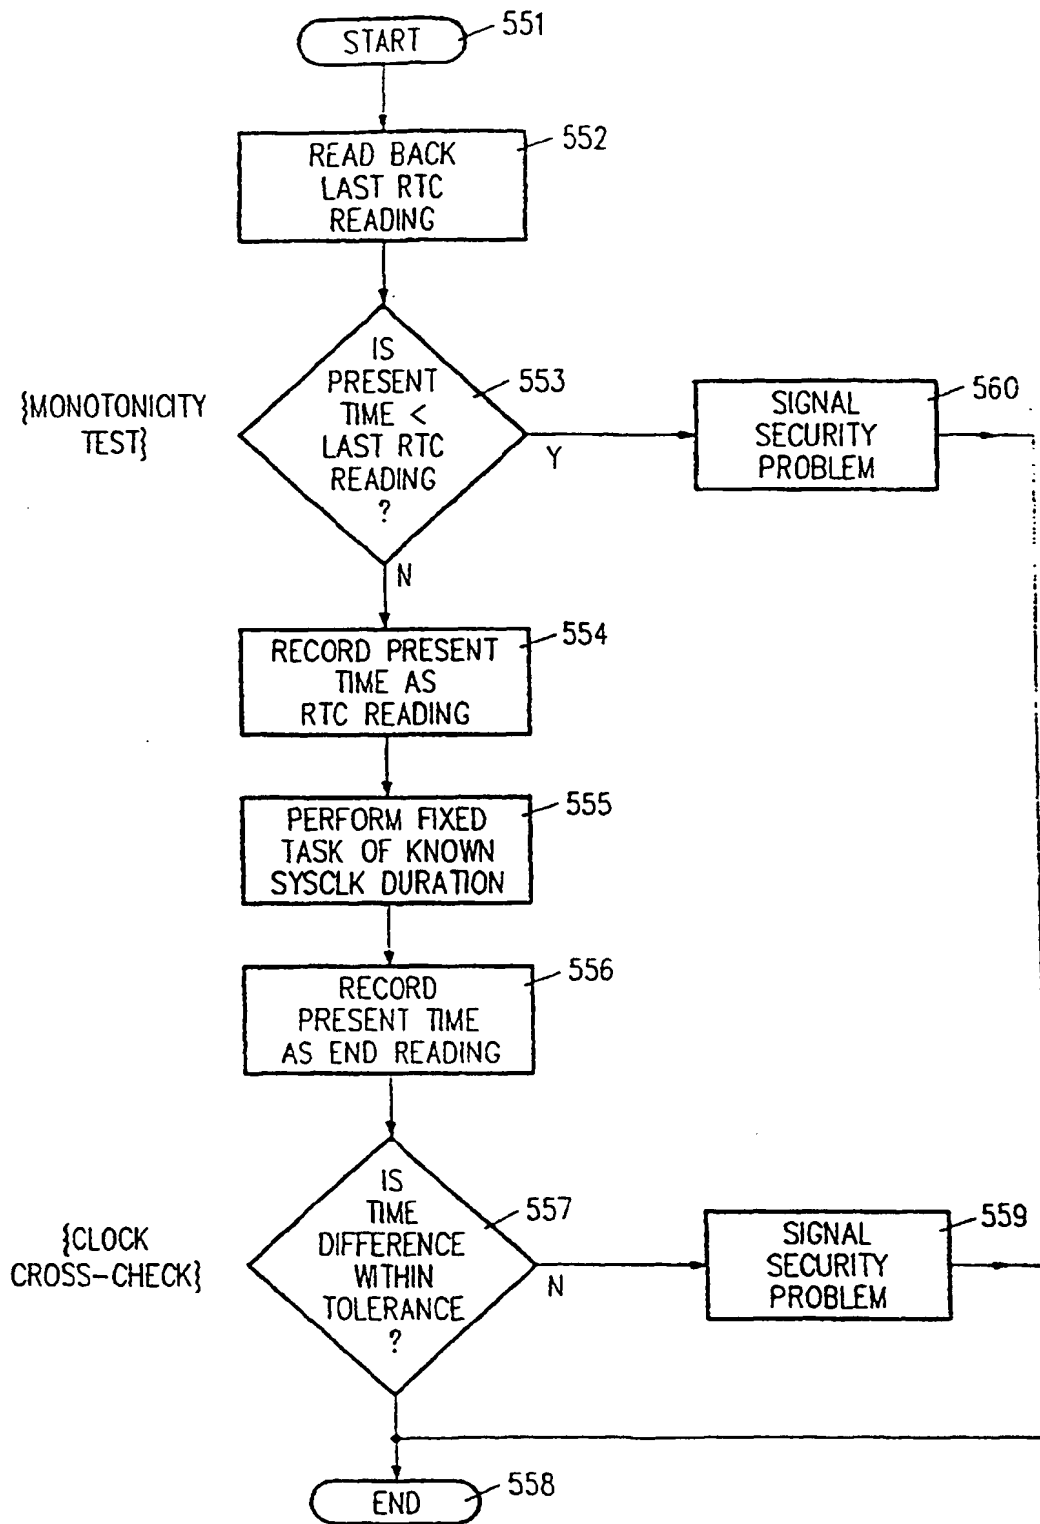 START
551
READ BACK
LAST RTC
READING
552
{MONOTONICITY
TEST}
IS
PRESENT
TIME <
LAST RTC
READING
?
553
Y
SIGNAL
SECURITY
PROBLEM
560
N
RECORD PRESENT
TIME AS
RTC READING
554
PERFORM FIXED
TASK OF KNOWN
SYSCLK DURATION
555
RECORD
PRESENT TIME
AS END READING
556
{CLOCK
CROSS-CHECK}
IS
TIME
DIFFERENCE
WITHIN
TOLERANCE
?
557
N
SIGNAL
SECURITY
PROBLEM
559
END
558